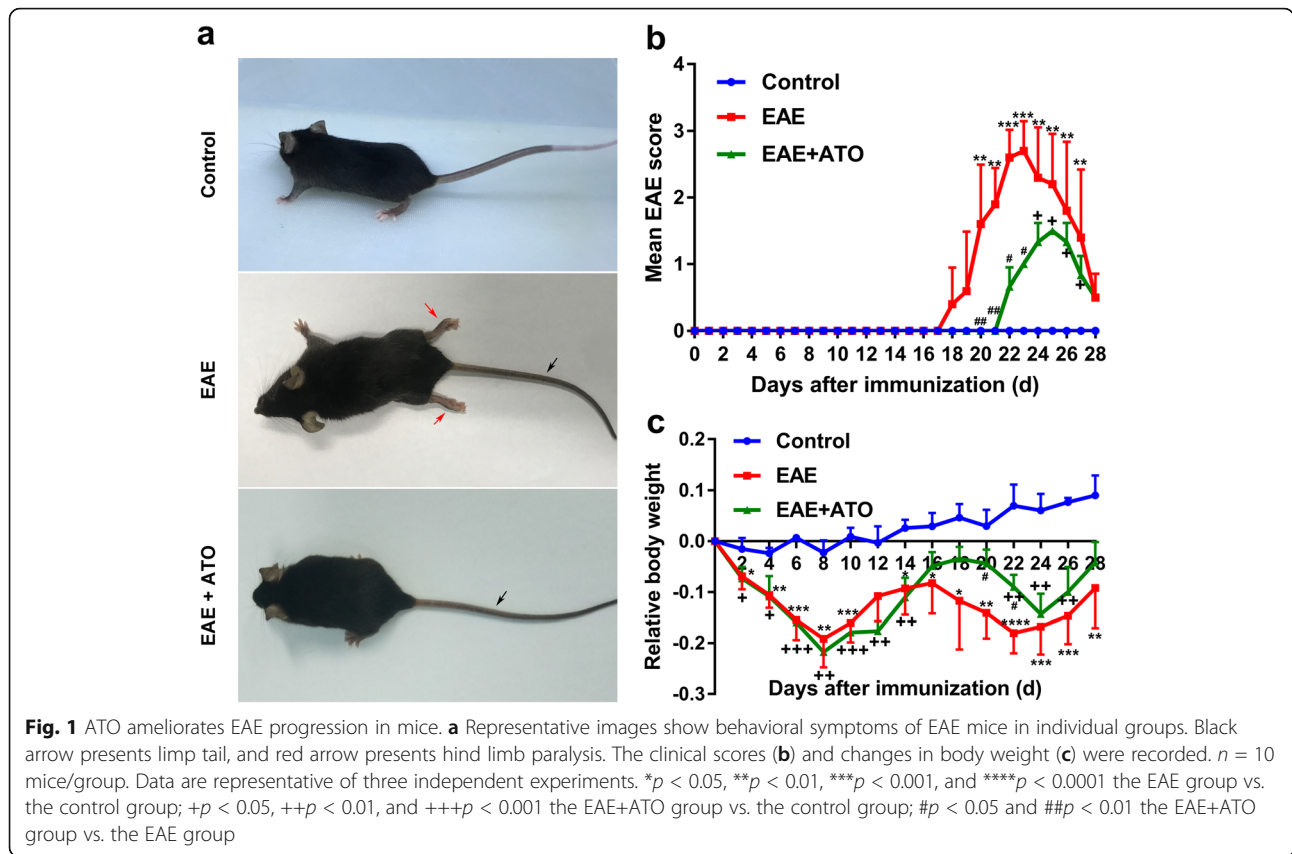 a
Control
EAE
EAE + ATO
b
Control
EAE
EAE+ATO
Mean EAE score
4
3
2
1
0
*** *** ** ** ** ** ** **
+ + + +
# # ## ##
0 2 4 6 8 10 12 14 16 18 20 22 24 26 28
Days after immunization (d)
c
Control
EAE
EAE+ATO
Relative body weight
0.2
0.1
0.0
-0.1
-0.2
-0.3
2 4 6 8 10 12 14 16 18 20 22 24 26 28
* ** *** ** *** * * * ** **** *** *** **
+ + +++ ++ +++ ++ ++ ++ ++ ++
# #
Days after immunization (d)
Fig. 1 ATO ameliorates EAE progression in mice. a Representative images show behavioral symptoms of EAE mice in individual groups. Black
arrow presents limp tail, and red arrow presents hind limb paralysis. The clinical scores (b) and changes in body weight (c) were recorded. n = 10
mice/group. Data are representative of three independent experiments. *p < 0.05, **p < 0.01, ***p < 0.001, and ****p < 0.0001 the EAE group vs.
the control group; +p < 0.05, ++p < 0.01, and +++p < 0.001 the EAE+ATO group vs. the control group; #p < 0.05 and ##p < 0.01 the EAE+ATO
group vs. the EAE group